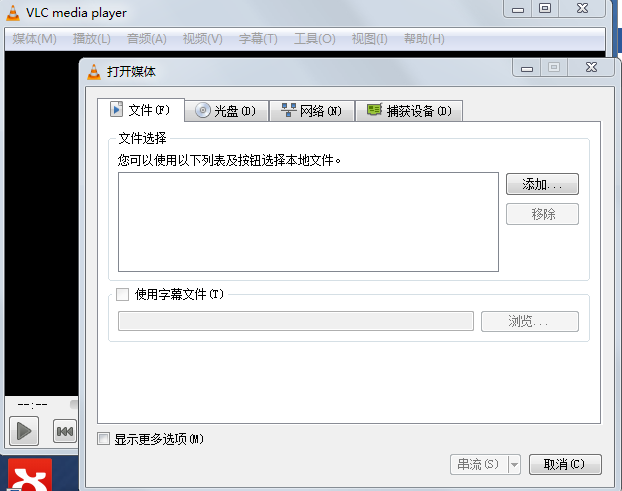 VLC media player
媒体(M) 播放(L) 音频(A) 视频(V) 字幕(T) 工具(O) 视图(I) 帮助(H)
打开媒体
文件(F) 光盘(D) 网络(N) 捕获设备(D)
文件选择
您可以使用以下列表及按钮选择本地文件。
添加...
移除
使用字幕文件(T)
浏览...
--:--
显示更多选项(M)
串流(S) 取消(C)